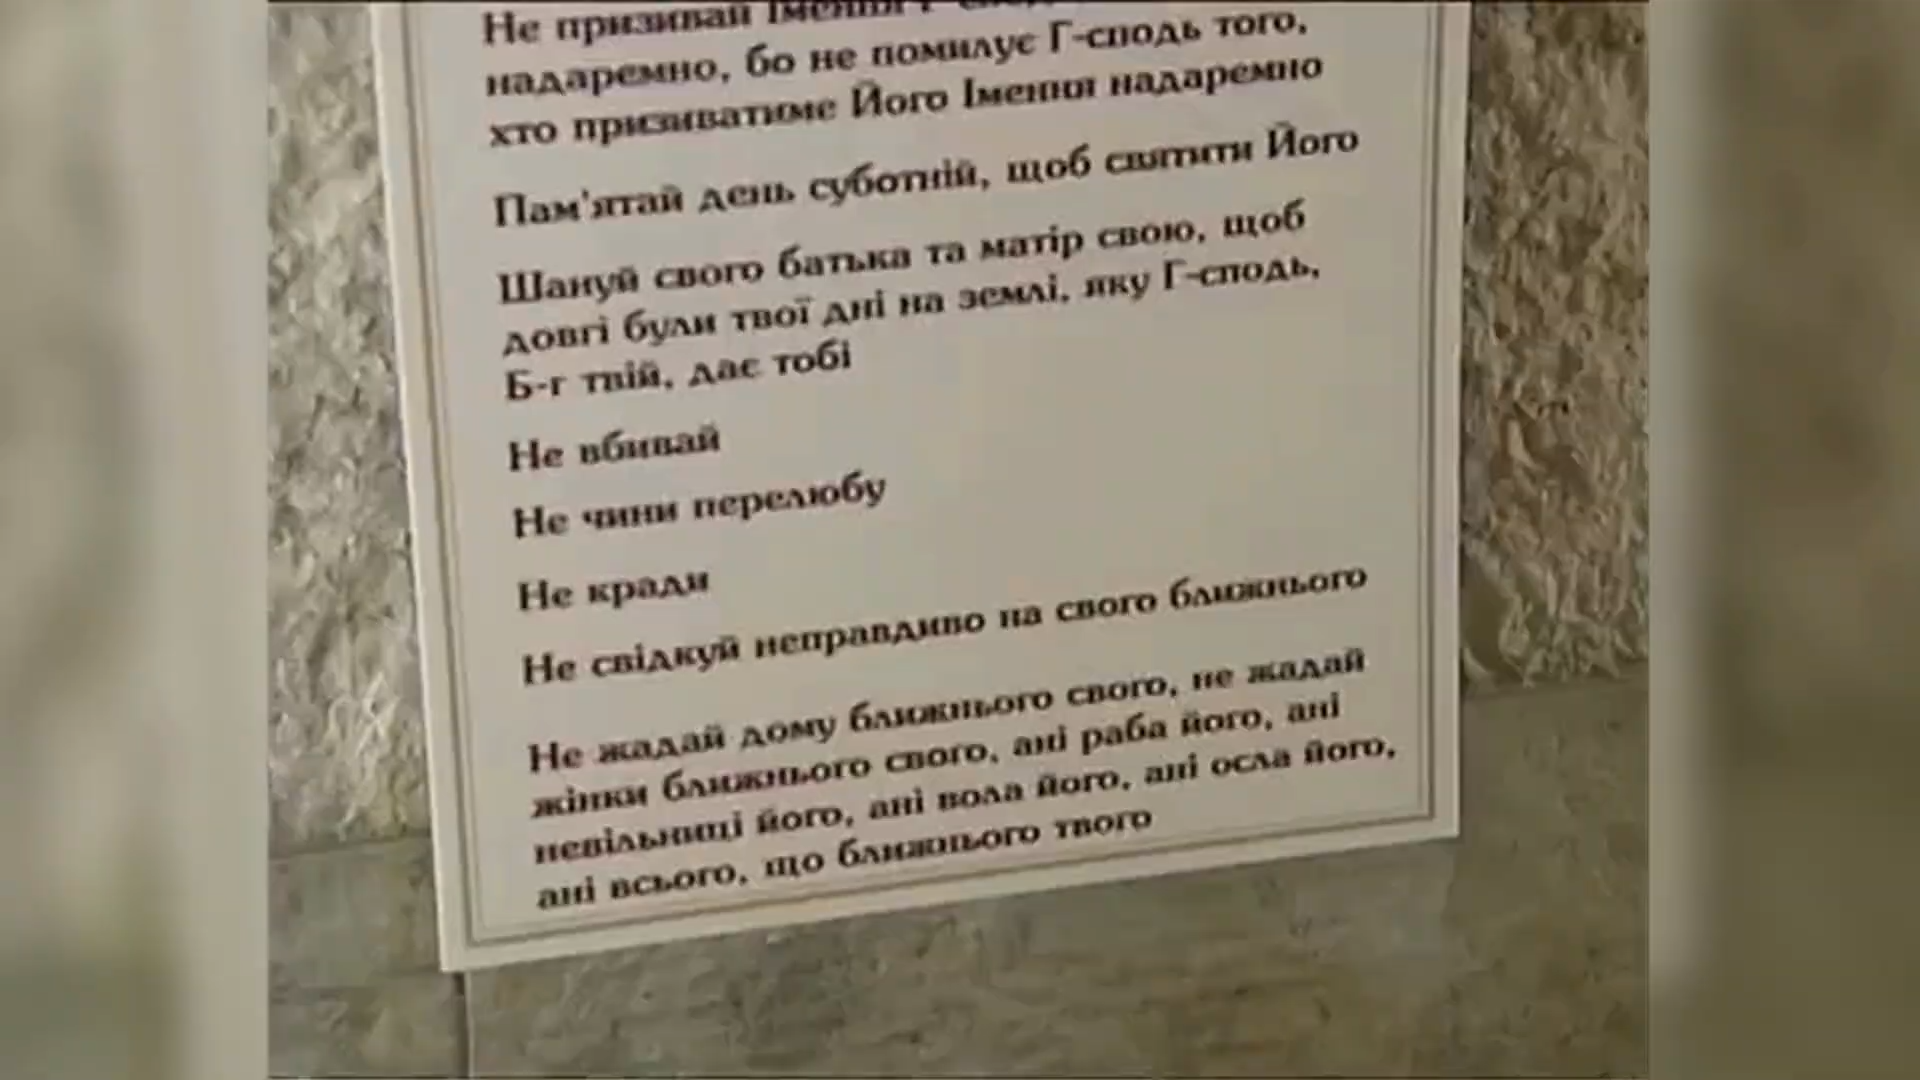 Не призивай Імення
надаремно, бо не помилує Г-сподь того,
хто призиватиме Його Імення надаремно
Пам'ятай день суботній, щоб святити Його
Шануй свого батька та матір свою, щоб
довгі були твої дні на землі, яку Г-сподь,
Б-г твій, дає тобі
Не вбивай
Не чини перелюбу
Не кради
Не свідкуй неправдиво на свого ближнього
Не жадай дому ближнього свого, не жадай
жінки ближнього свого, ані раба його, ані
невільниці його, ані вола його, ані осла його,
ані всього, що ближнього твого